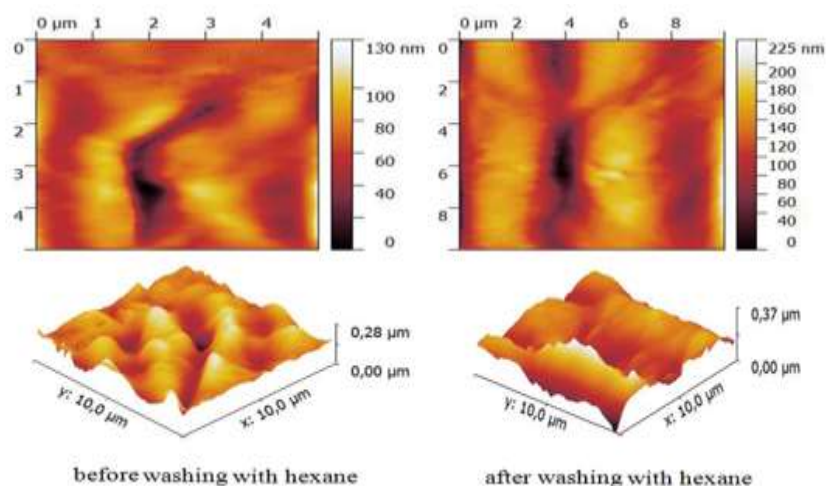 0 µm 1 2 4
0
1
2
3
4
130 nm
100
80
60
40
0
0 µm
2 4 6 8
0
2
4
6
8
225 nm
200
180
160
140
120
100
80
60
40
0
0,28 µm
0,00 µm
y: 10,0 µm
x: 10,0 µm
0,37 µm
0,00 µm
y: 10,0 µm
x: 10,0 µm
before washing with hexane
after washing with hexane